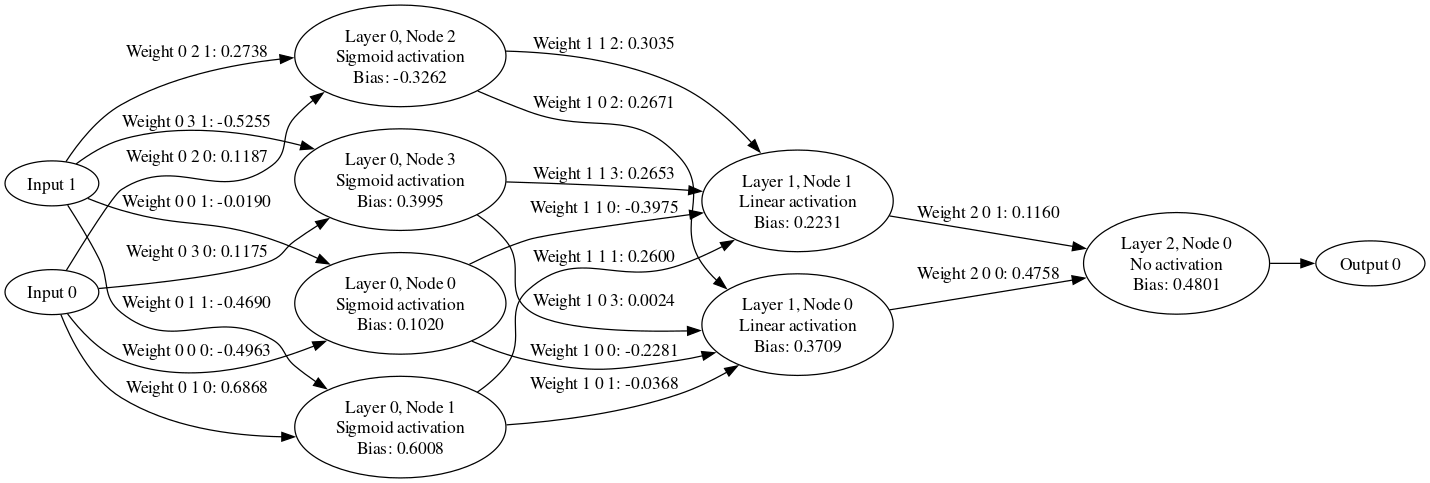 Input 1
Input 0
Weight 0 2 1: 0.2738
Weight 0 3 1: -0.5255
Weight 0 2 0: 0.1187
Weight 0 0 1: -0.0190
Weight 0 3 0: 0.1175
Weight 0 1 1: -0.4690
Weight 0 0 0: -0.4963
Weight 0 1 0: 0.6868
Layer 0, Node 2
Sigmoid activation
Bias: -0.3262
Layer 0, Node 3
Sigmoid activation
Bias: 0.3995
Layer 0, Node 0
Sigmoid activation
Bias: 0.1020
Layer 0, Node 1
Sigmoid activation
Bias: 0.6008
Weight 1 1 2: 0.3035
Weight 1 0 2: 0.2671
Weight 1 1 3: 0.2653
Weight 1 1 0: -0.3975
Weight 1 1 1: 0.2600
Weight 1 0 3: 0.0024
Weight 1 0 0: -0.2281
Weight 1 0 1: -0.0368
Layer 1, Node 1
Linear activation
Bias: 0.2231
Layer 1, Node 0
Linear activation
Bias: 0.3709
Weight 2 0 1: 0.1160
Weight 2 0 0: 0.4758
Layer 2, Node 0
No activation
Bias: 0.4801
Output 0